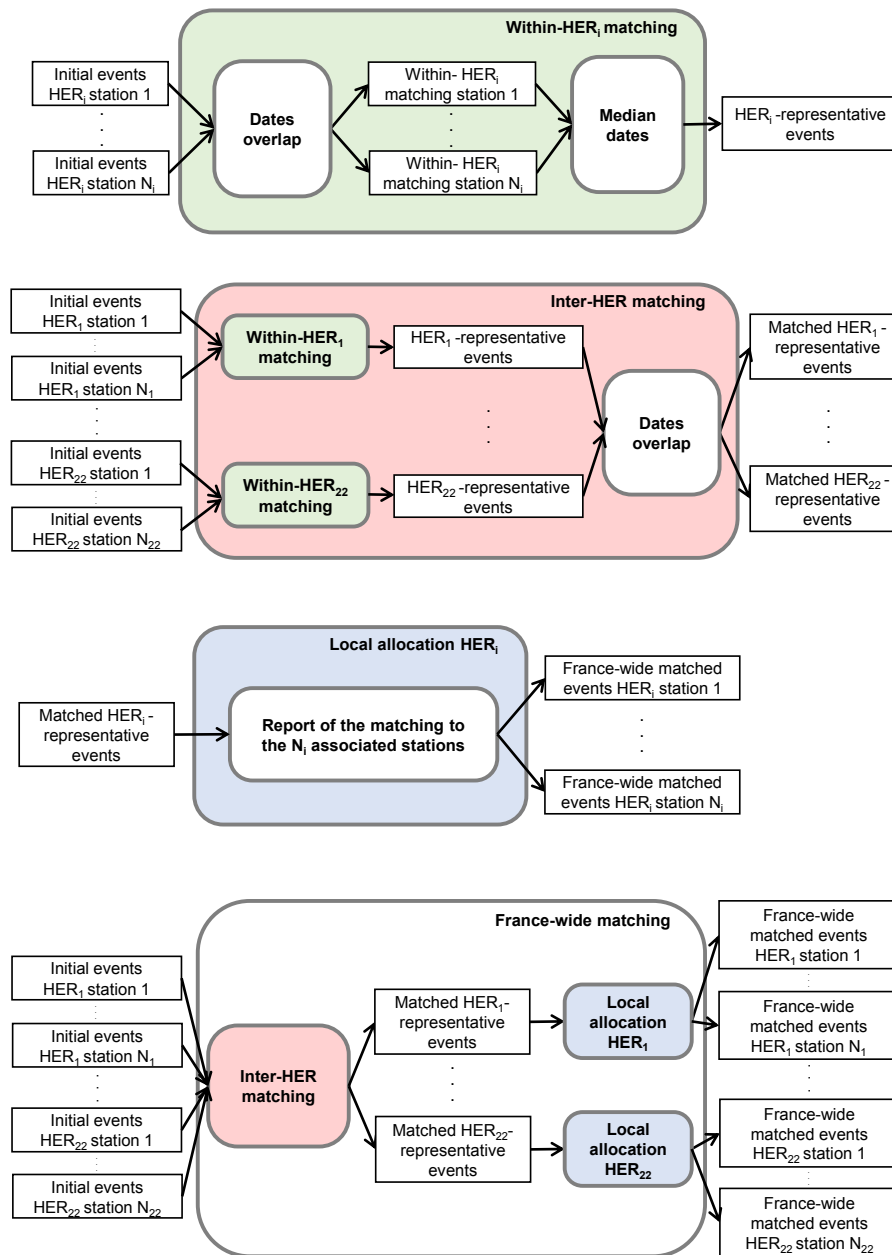 Within-HERi matching
Initial events
HERi station 1
Initial events
HERi station Ni
Dates
overlap
Within- HERi
matching station 1
Within- HERi
matching station Ni
Median
dates
HERi -representative
events
Inter-HER matching
Initial events
HER1 station 1
Initial events
HER1 station N1
Initial events
HER22 station 1
Initial events
HER22 station N22
Within-HER1
matching
Within-HER22
matching
HER1 -representative
events
HER22 -representative
events
Dates
overlap
Matched HER1 -
representative
events
Matched HER22 -
representative
events
Local allocation HERi
Matched HERi -
representative
events
Report of the matching to
the Ni associated stations
France-wide matched
events HERi station 1
France-wide matched
events HERi station Ni
France-wide matching
Initial events
HER1 station 1
Initial events
HER1 station N1
Initial events
HER22 station 1
Initial events
HER22 station N22
Inter-HER
matching
Matched HER1-
representative
events
Matched HER22-
representative
events
Local
allocation
HER1
Local
allocation
HER22
France-wide
matched events
HER1 station 1
France-wide
matched events
HER1 station N1
France-wide
matched events
HER22 station 1
France-wide
matched events
HER22 station N22